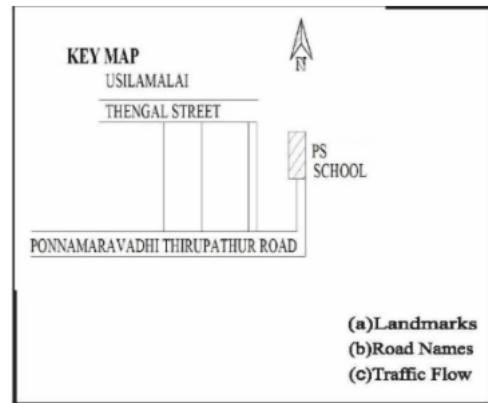 N
KEY MAP
USILAMALAI
THENGAL STREET
PS
SCHOOL
PONNAMARAVADHI THIRUPATHUR ROAD
(a)Landmarks
(b)Road Names
(c)Traffic Flow